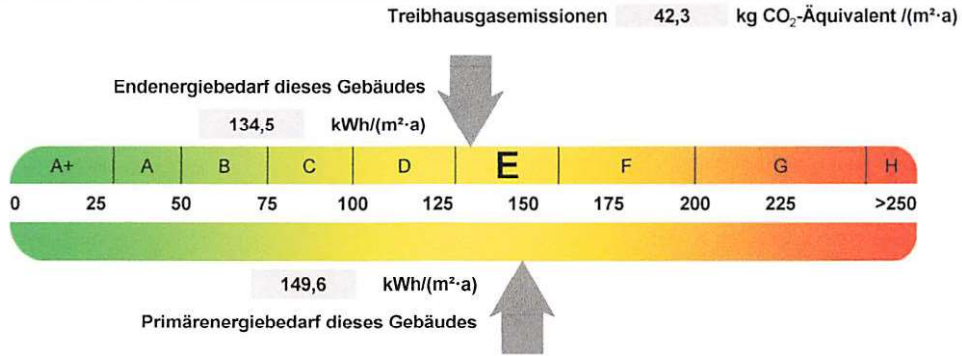 Treibhausgasemissionen 42,3 kg CO₂-Äquivalent /(m²·a)
Endenergiebedarf dieses Gebäudes
134,5 kWh/(m²·a)
A+ A B C D E F G H
0 25 50 75 100 125 150 175 200 225 >250
149,6 kWh/(m²·a)
Primärenergiebedarf dieses Gebäudes